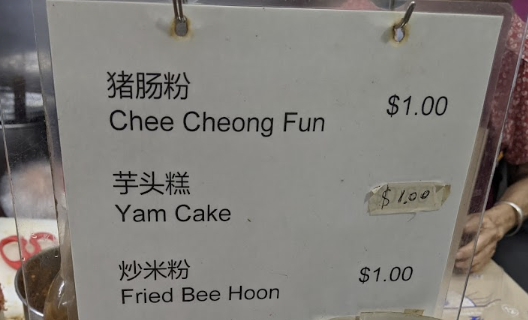 猪肠粉
Chee Cheong Fun $1.00
芋头糕
Yam Cake $1.00
炒米粉
Fried Bee Hoon $1.00